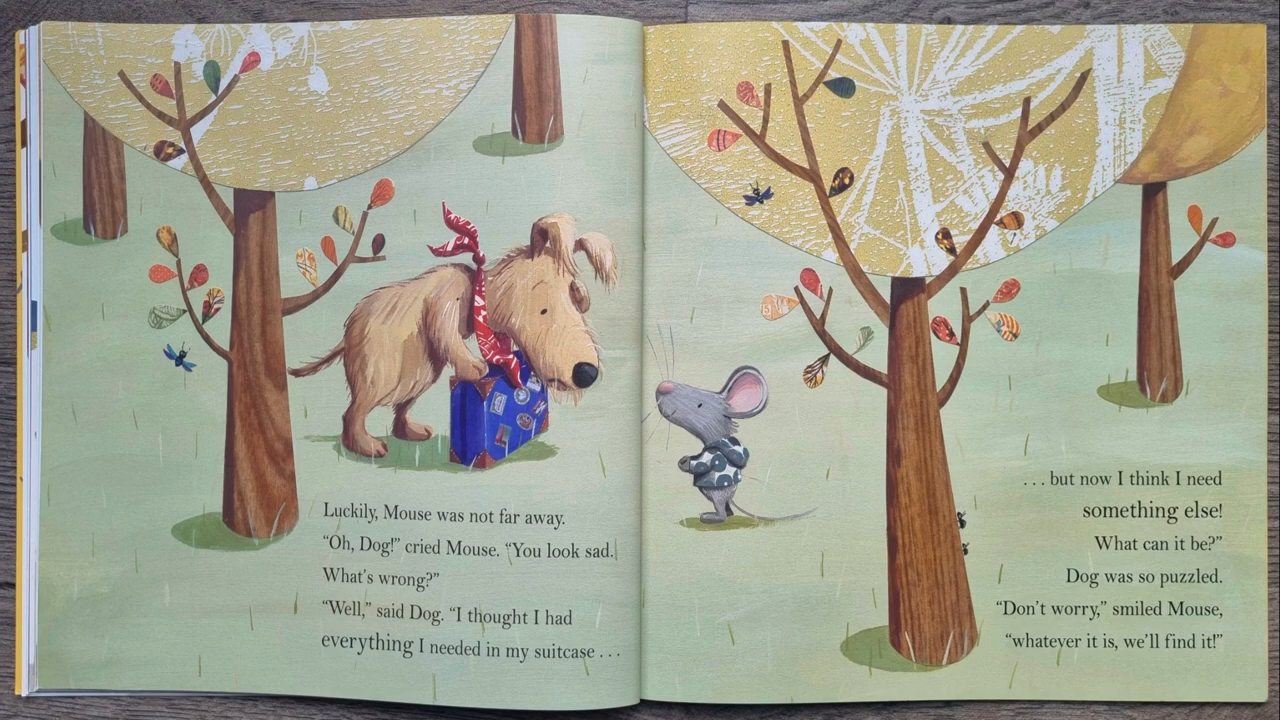 Luckily, Mouse was not far away.
“Oh, Dog!” cried Mouse. “You look sad.
What’s wrong?”
“Well,” said Dog. “I thought I had
everything I needed in my suitcase . . .
. . . but now I think I need
something else!
What can it be?”
Dog was so puzzled.
“Don’t worry,” smiled Mouse,
“whatever it is, we’ll find it!”